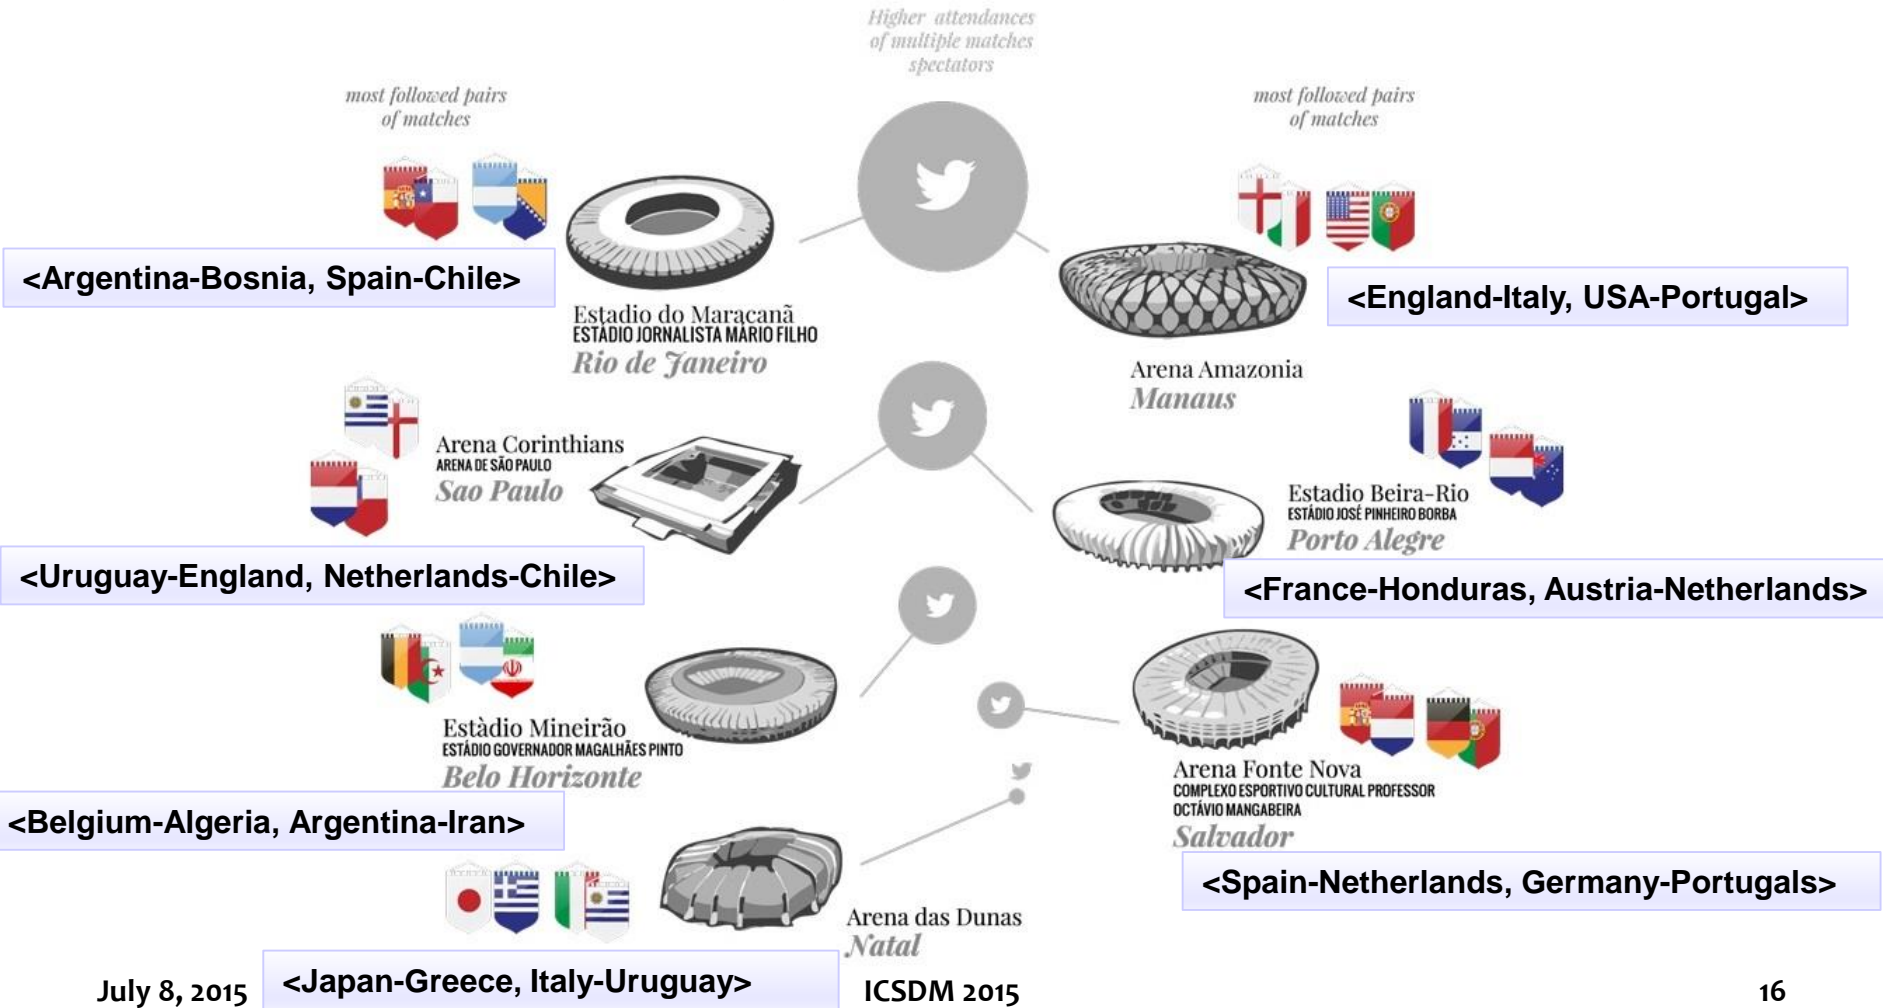 Higher attendances
of multiple matches
spectators
most followed pairs
of matches
most followed pairs
of matches
<Argentina-Bosnia, Spain-Chile>
<England-Italy, USA-Portugal>
Estadio do Maracanã
ESTÁDIO JORNALISTA MÁRIO FILHO
Rio de Janeiro
Arena Amazonia
Manaus
Arena Corinthians
ARENA DE SÃO PAULO
Sao Paulo
Estadio Beira-Rio
ESTÁDIO JOSÉ PINHEIRO BORBA
Porto Alegre
<Uruguay-England, Netherlands-Chile>
<France-Honduras, Austria-Netherlands>
Estàdio Mineirão
ESTÁDIO GOVERNADOR MAGALHÃES PINTO
Belo Horizonte
Arena Fonte Nova
COMPLEXO ESPORTIVO CULTURAL PROFESSOR
OCTÁVIO MANGABEIRA
Salvador
<Belgium-Algeria, Argentina-Iran>
<Spain-Netherlands, Germany-Portugals>
Arena das Dunas
Natal
<Japan-Greece, Italy-Uruguay>
July 8, 2015
ICSDM 2015
16